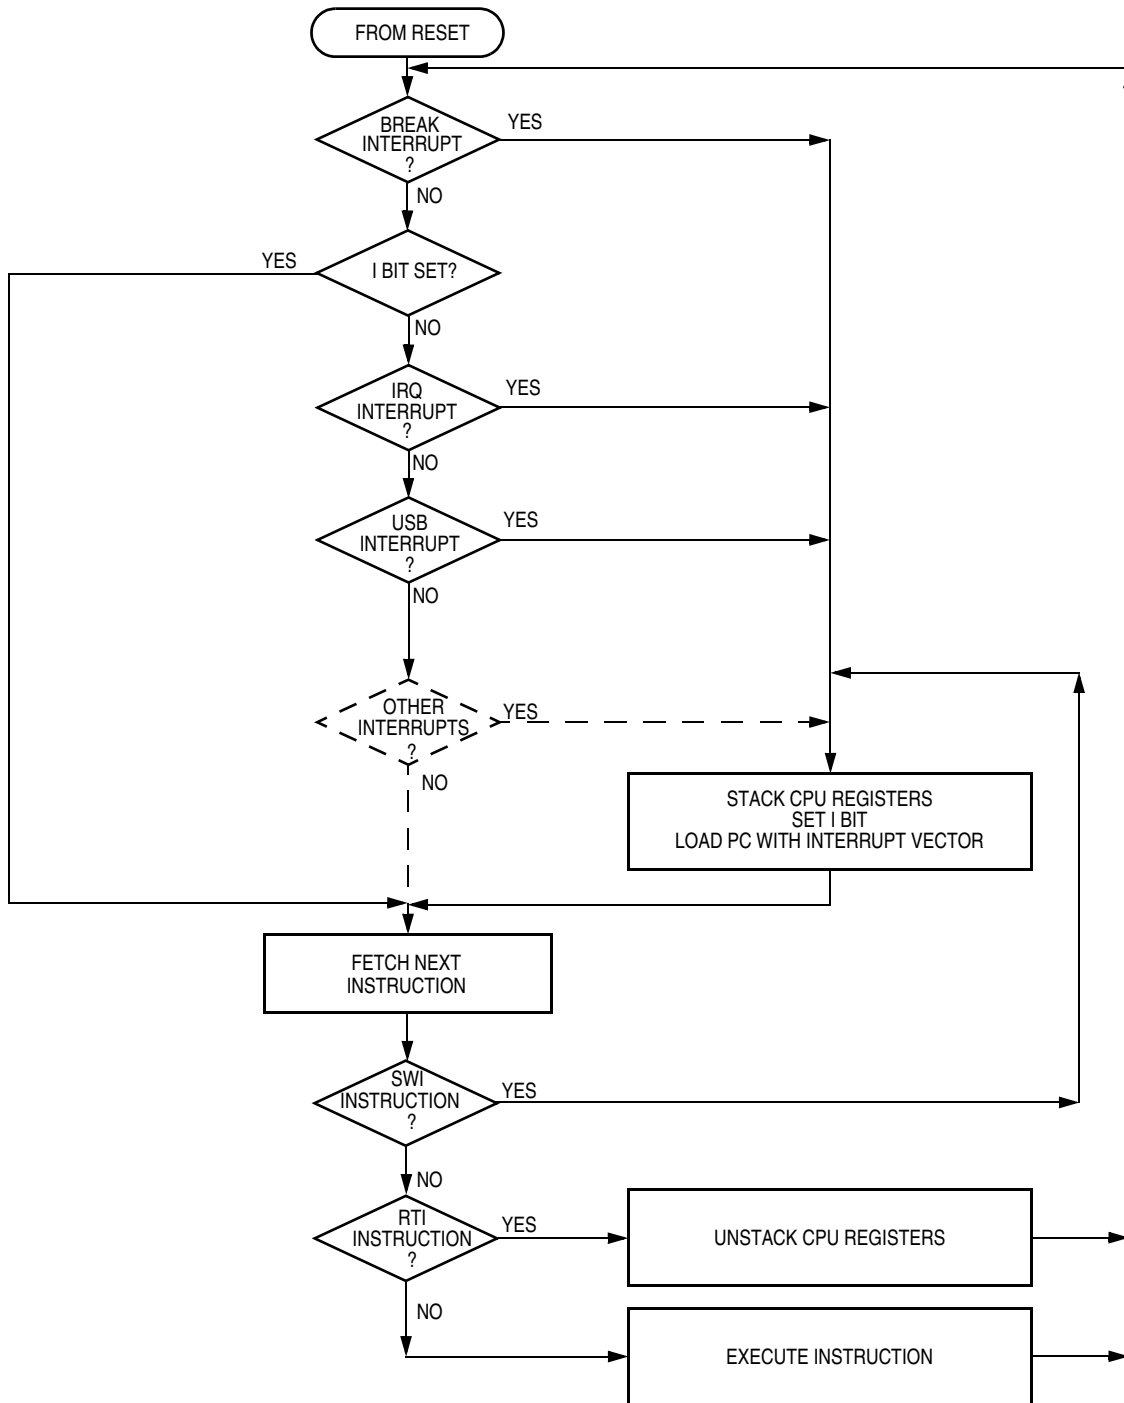 FROM RESET
BREAK
INTERRUPT
?
YES
NO
YES
I BIT SET?
NO
IRQ
INTERRUPT
?
YES
NO
USB
INTERRUPT
?
YES
NO
OTHER
INTERRUPTS
?
YES
NO
STACK CPU REGISTERS
SET I BIT
LOAD PC WITH INTERRUPT VECTOR
FETCH NEXT
INSTRUCTION
SWI
INSTRUCTION
?
YES
NO
RTI
INSTRUCTION
?
YES
UNSTACK CPU REGISTERS
NO
EXECUTE INSTRUCTION